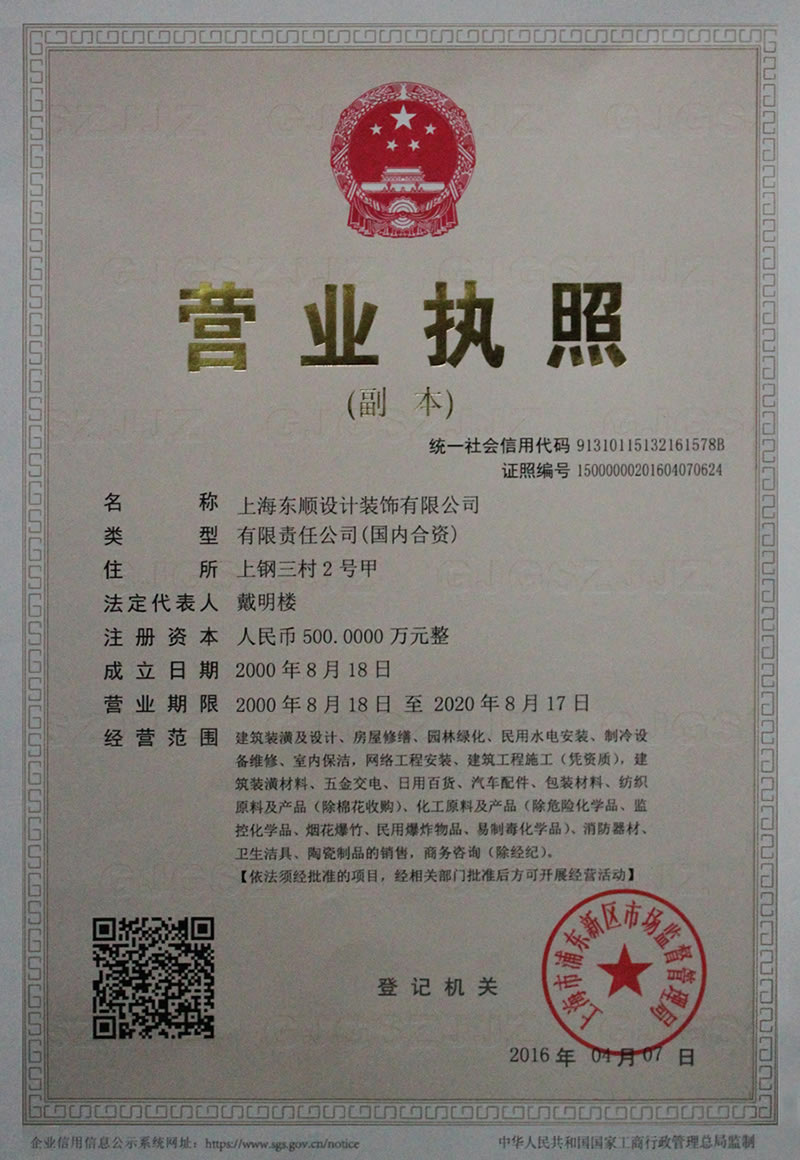 营业执照
(副 本)
统一社会信用代码 91310115132161578B
证照编号 15000000201604070624
名 称 上海东顺设计装饰有限公司
类 型 有限责任公司(国内合资)
住 所 上钢三村2号甲
法定代表人 戴明楼
注册资本 人民币500.0000万元整
成立日期 2000年8月18日
营业期限 2000年8月18日 至 2020年8月17日
经营范围 建筑装潢及设计、房屋修缮、园林绿化、民用水电安装、制冷设
备维修、室内保洁，网络工程安装、建筑工程施工（凭资质），建
筑装潢材料、五金交电、日用百货、汽车配件、包装材料、纺织
原料及产品（除棉花收购）、化工原料及产品（除危险化学品、监
控化学品、烟花爆竹、民用爆炸物品、易制毒化学品）、消防器材、
卫生洁具、陶瓷制品的销售，商务咨询（除经纪）。
【依法须经批准的项目，经相关部门批准后方可开展经营活动】
登记机关
上海市浦东新区市场监督管理局
2016年 04月07日
企业信用信息公示系统网址：https://www.sgs.gov.cn/notice
中华人民共和国国家工商行政管理总局监制